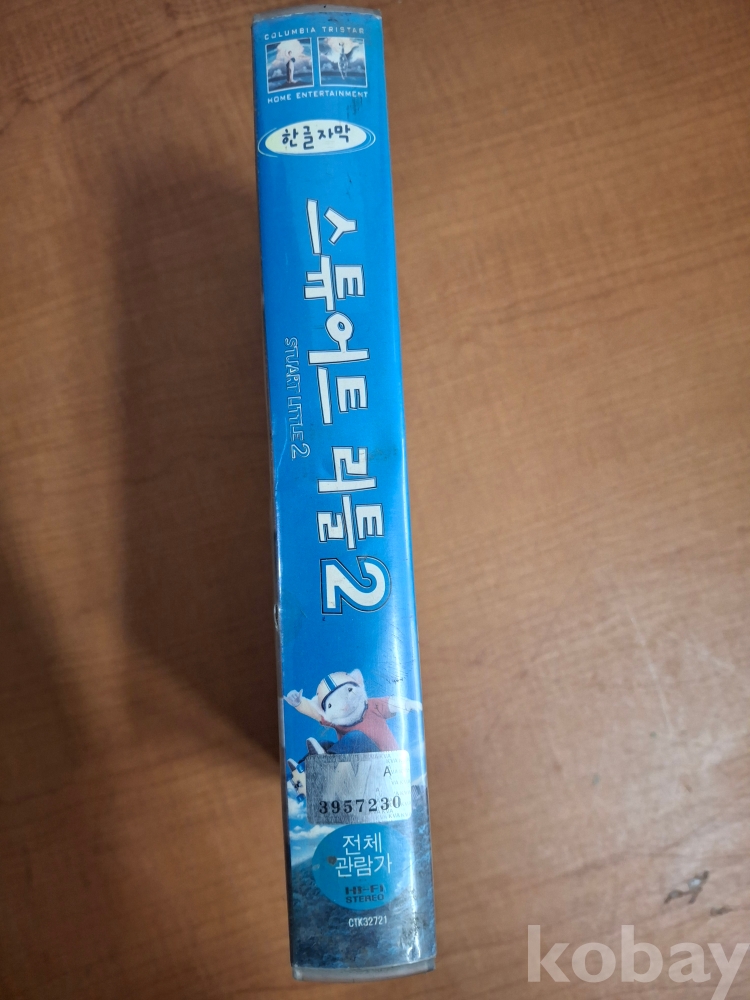 COLUMBIA TRISTAR
HOME ENTERTAINMENT
한글자막
스튜어트 리틀2
STUART LITTLE 2
A
3957230
전체
관람가
HI-FI
STEREO
CTK32721
kobay